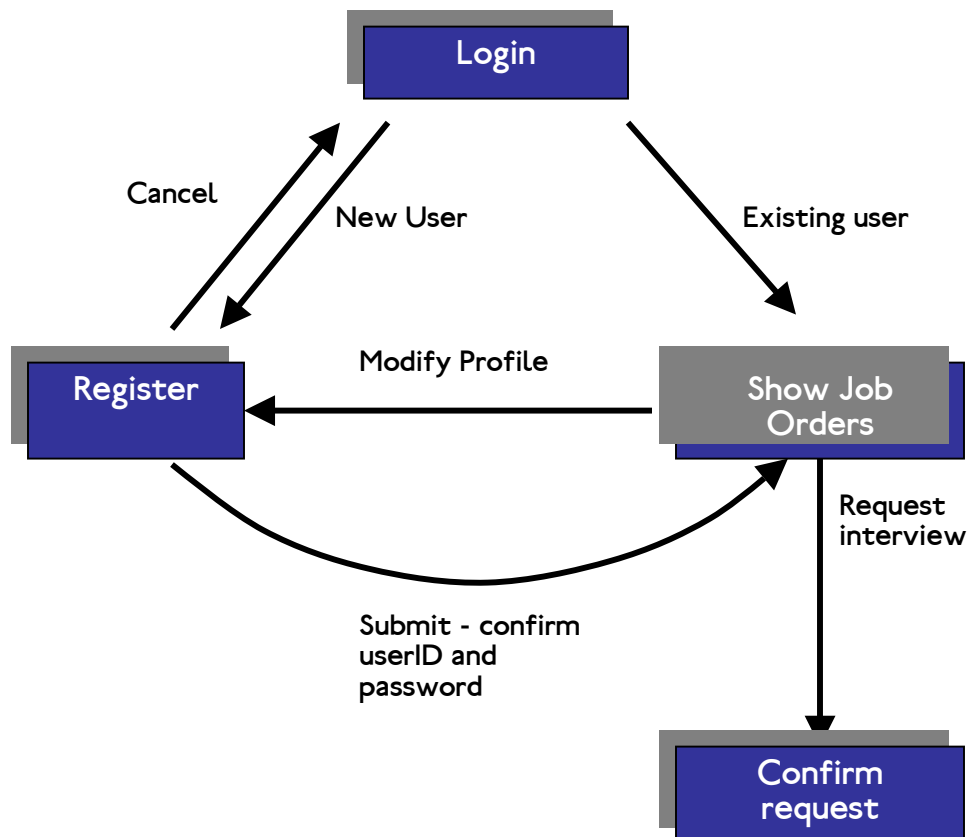 Login
Cancel
New User
Existing user
Modify Profile
Register
Show Job
Orders
Request
interview
Submit - confirm
userID and
password
Confirm
request